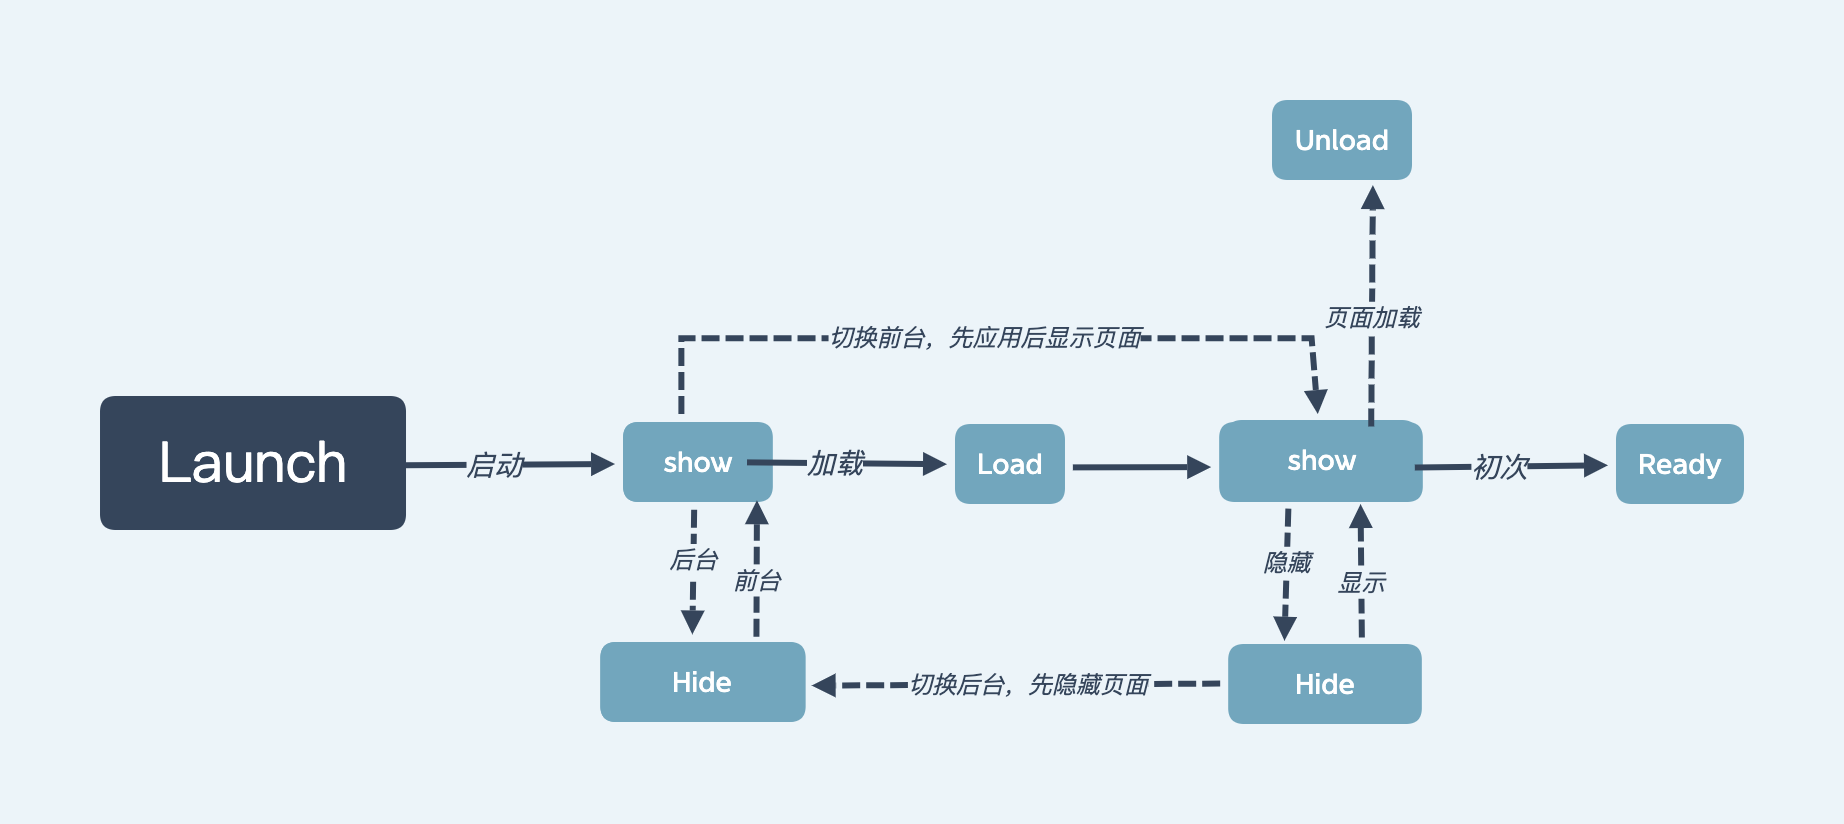 Unload
页面加载
切换前台，先应用后显示页面
Launch
启动
show
加载
Load
show
初次
Ready
后台
前台
隐藏
显示
Hide
切换后台，先隐藏页面
Hide